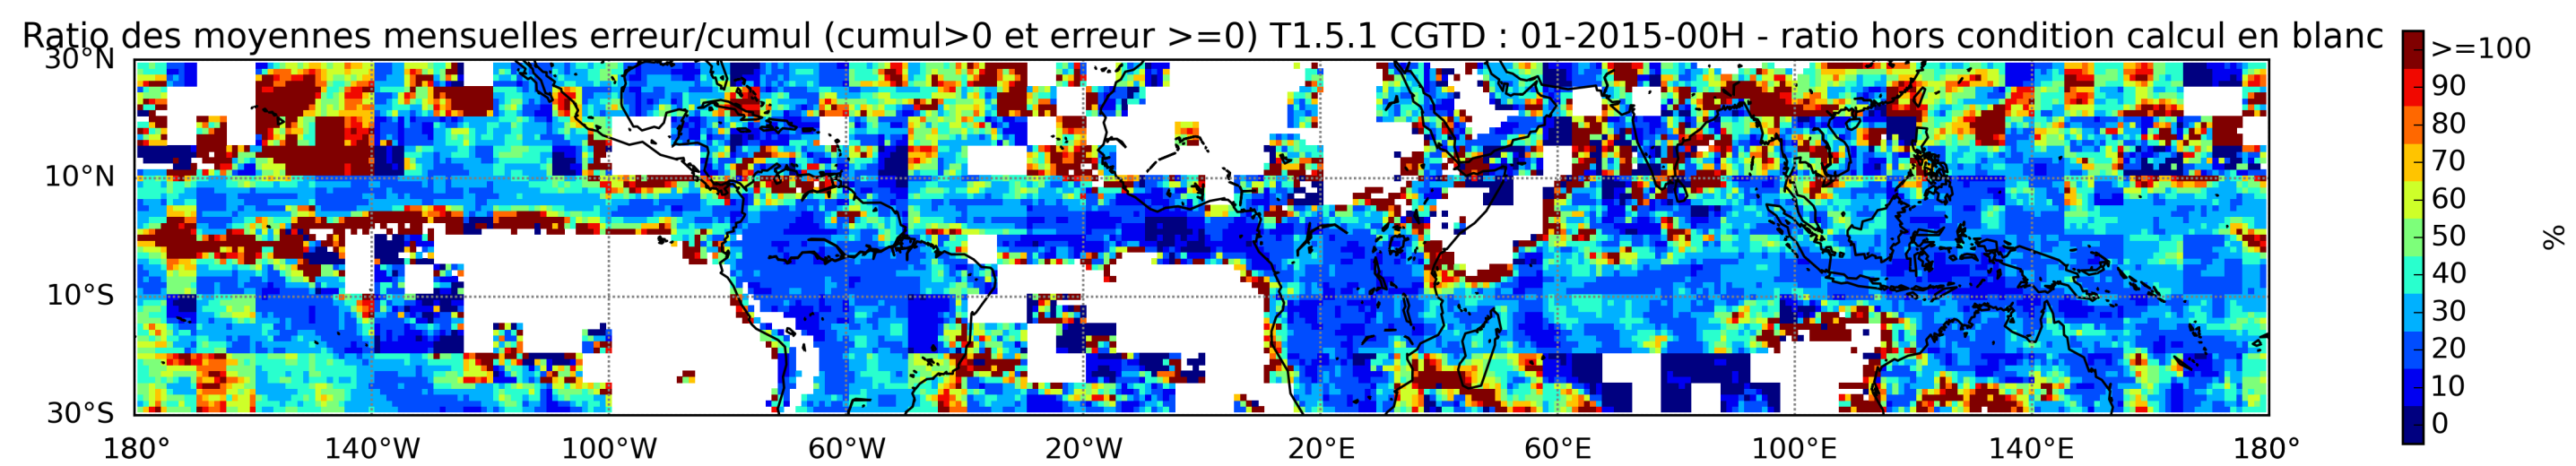 Ratio des moyennes mensuelles erreur/cumul (cumul>0 et erreur >=0) T1.5.1 CGTD : 01-2015-00H - ratio hors condition calcul en blanc
30°N
10°N
10°S
30°S
180°
140°W
100°W
60°W
20°W
20°E
60°E
100°E
140°E
180°
>=100
90
80
70
60
50
40
30
20
10
0
%